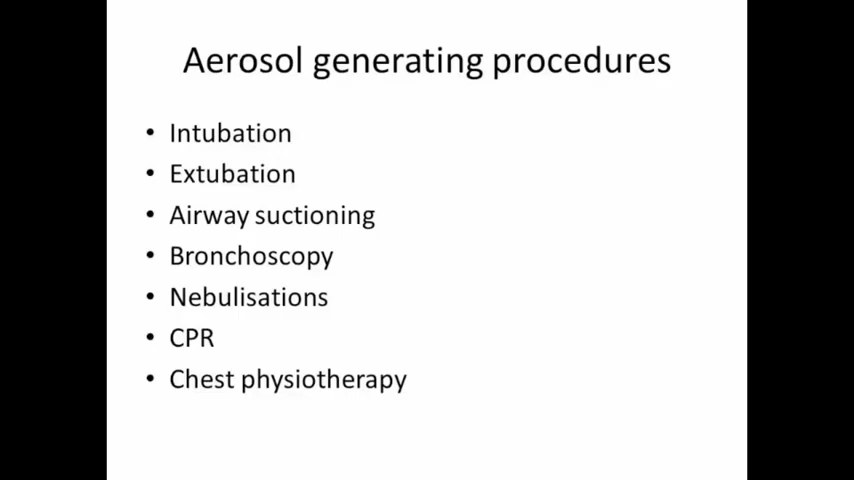 Aerosol generating procedures
• Intubation
• Extubation
• Airway suctioning
• Bronchoscopy
• Nebulisations
• CPR
• Chest physiotherapy